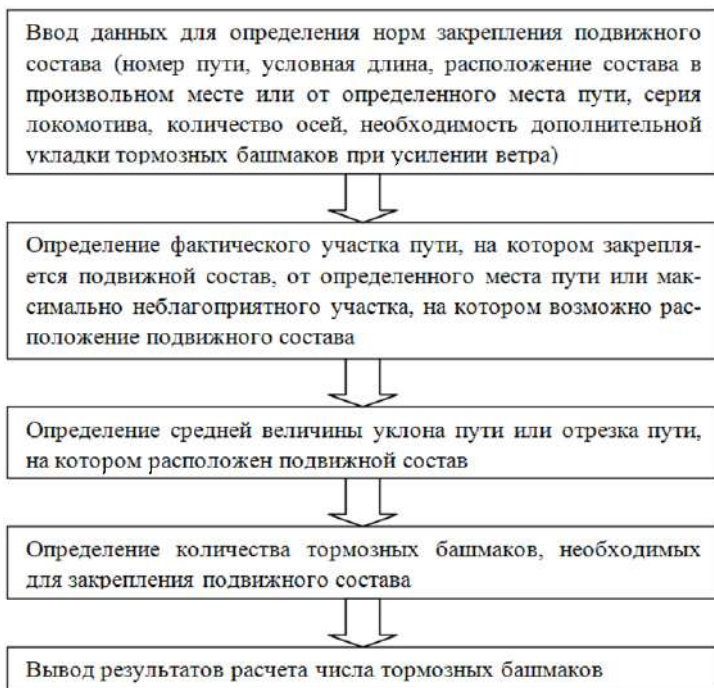 Ввод данных для определения норм закрепления подвижного
состава (номер пути, условная длина, расположение состава в
произвольном месте или от определенного места пути, серия
локомотива, количество осей, необходимость дополнительной
укладки тормозных башмаков при усилении ветра)
Определение фактического участка пути, на котором закрепля-
ется подвижной состав, от определенного места пути или мак-
симально неблагоприятного участка, на котором возможно рас-
положение подвижного состава
Определение средней величины уклона пути или отрезка пути,
на котором расположен подвижной состав
Определение количества тормозных башмаков, необходимых
для закрепления подвижного состава
Вывод результатов расчета числа тормозных башмаков